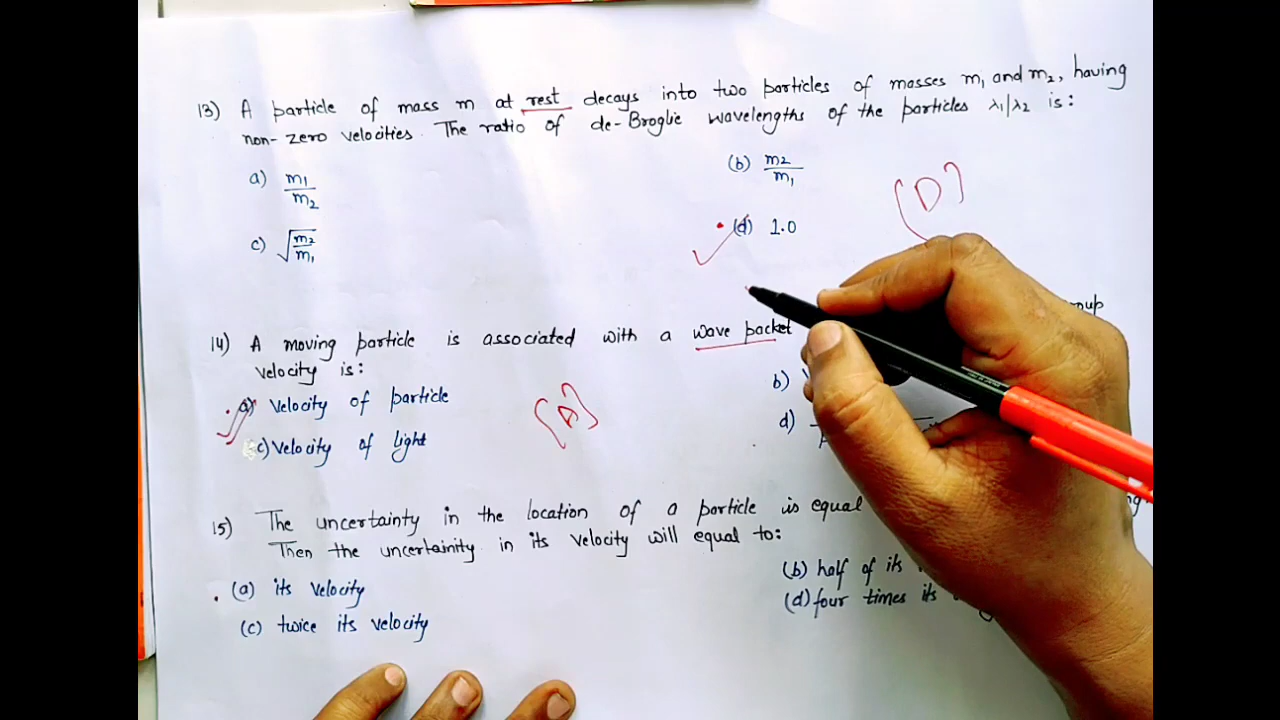 13) A particle of mass m at rest decays into two particles of masses m₁ and m₂, having
non-zero velocities. The ratio of de-Broglie wavelengths of the particles λ₁/λ₂ is:
a) m₁/m₂
(b) m₂/m₁
[D]
c) √(m₂/m₁)
(d) 1.0
14) A moving particle is associated with a wave packet
velocity is:
a) Velocity of particle
b)
[A]
c) Velocity of light
d)
15) The uncertainty in the location of a particle is equal
Then the uncertainity in its velocity will equal to:
(a) its velocity
(b) half of its
(c) twice its velocity
(d) four times its